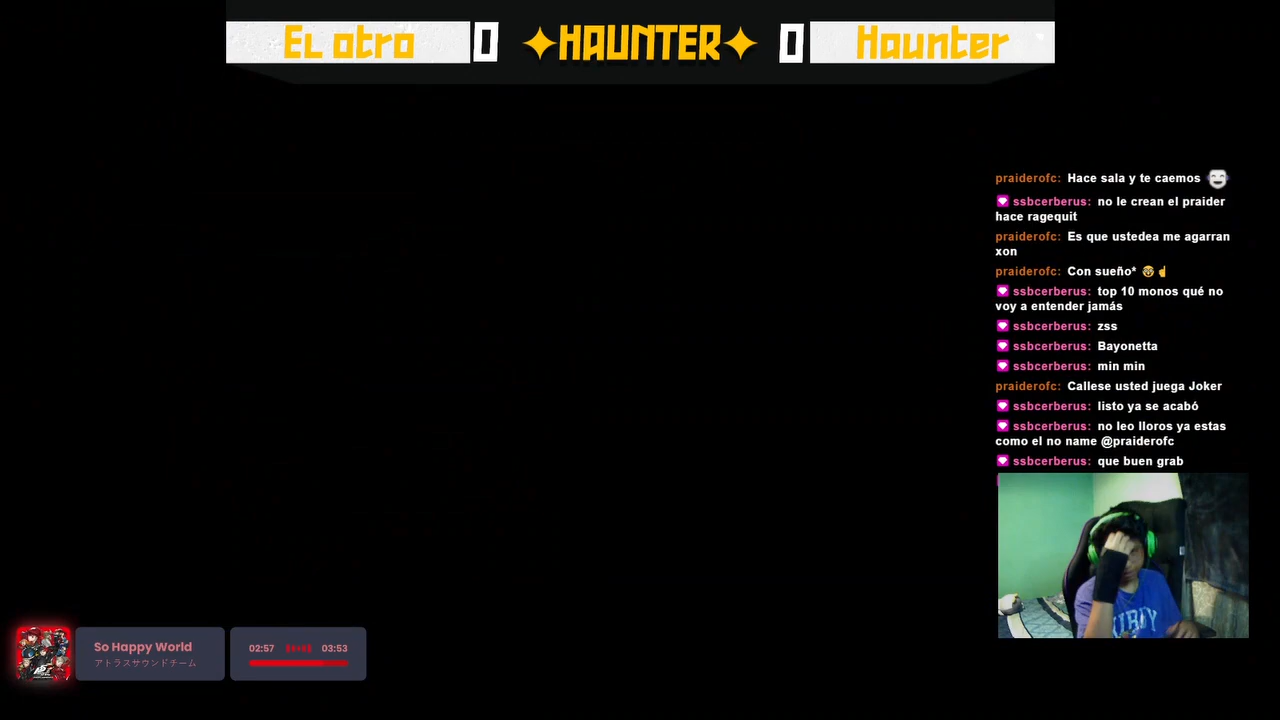 El otro 0 ✦HAUNTER✦ 0 Haunter
praiderofc: Hace sala y te caemos
ssbcerberus: no le crean el praider
hace ragequit
praiderofc: Es que ustedea me agarran
xon
praiderofc: Con sueño* 🤓☝️
ssbcerberus: top 10 monos qué no
voy a entender jamás
ssbcerberus: zss
ssbcerberus: Bayonetta
ssbcerberus: min min
praiderofc: Callese usted juega Joker
ssbcerberus: listo ya se acabó
ssbcerberus: no leo lloros ya estas
como el no name @praiderofc
ssbcerberus: que buen grab
So Happy World
アトラスサウンドチーム
02:57 03:53